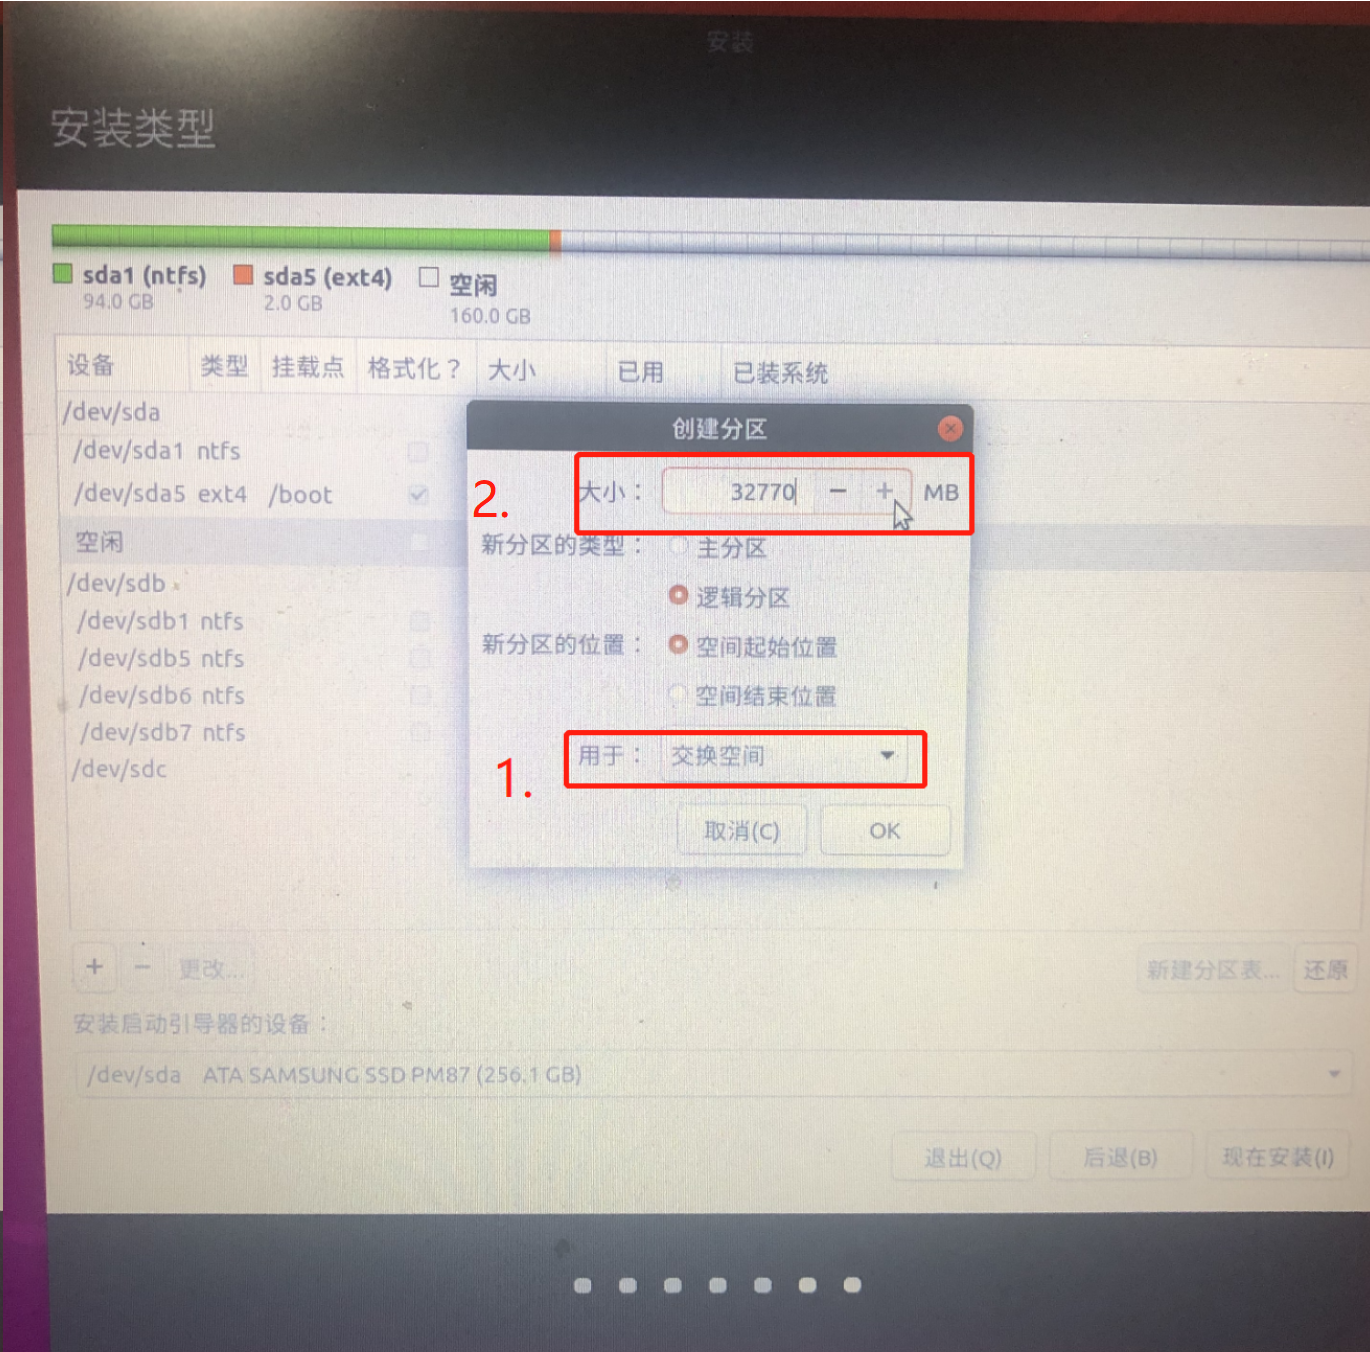 安装
安装类型
sda1 (ntfs) sda5 (ext4) 空闲
94.0 GB 2.0 GB 160.0 GB
设备 类型 挂载点 格式化？ 大小 已用 已装系统
/dev/sda
/dev/sda1 ntfs
/dev/sda5 ext4 /boot
空闲
/dev/sdb
/dev/sdb1 ntfs
/dev/sdb5 ntfs
/dev/sdb6 ntfs
/dev/sdb7 ntfs
/dev/sdc
创建分区
2. 大小： 32770 − + MB
新分区的类型： 主分区
逻辑分区
新分区的位置： 空间起始位置
空间结束位置
1. 用于： 交换空间
取消(C) OK
+ − 更改... 新建分区表... 还原
安装启动引导器的设备：
/dev/sda ATA SAMSUNG SSD PM87 (256.1 GB)
退出(Q) 后退(B) 现在安装(I)